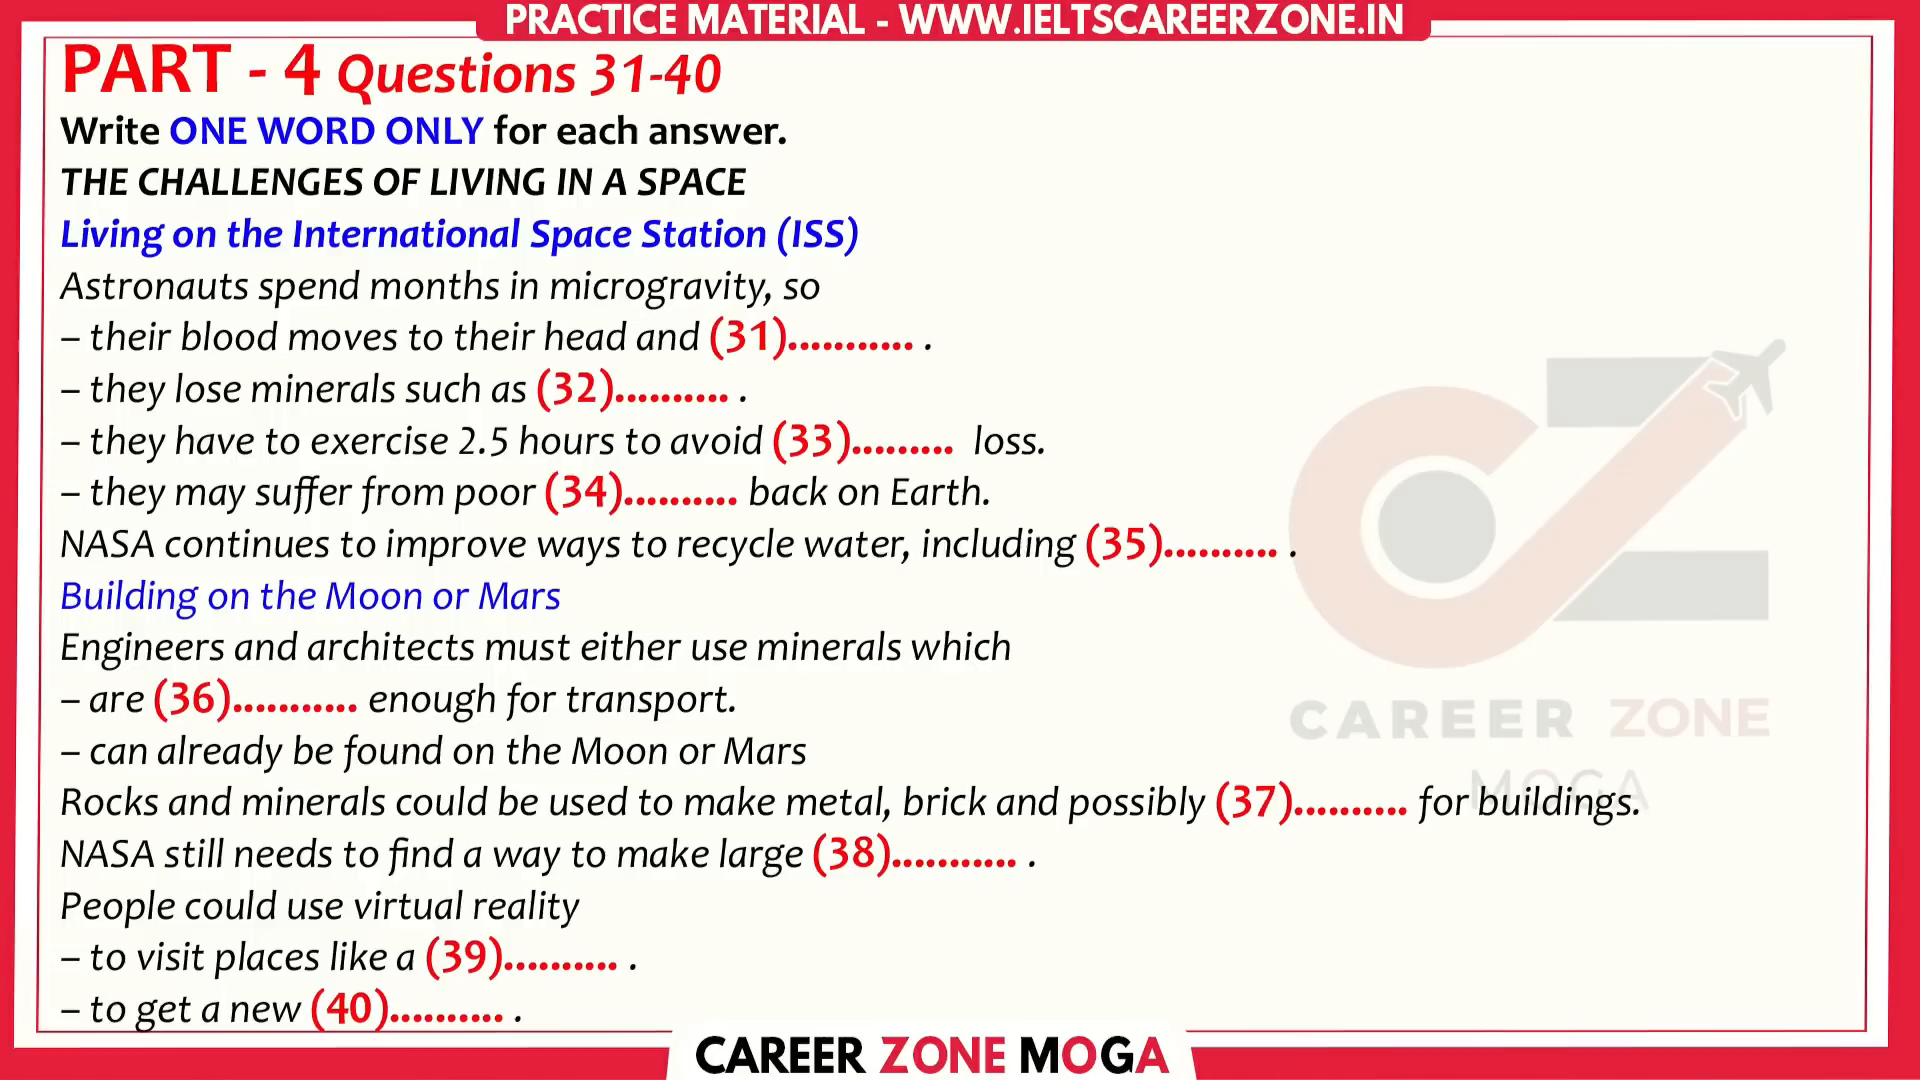 PRACTICE MATERIAL - WWW.IELTSCAREERZONE.IN
PART - 4 Questions 31-40
Write ONE WORD ONLY for each answer.
THE CHALLENGES OF LIVING IN A SPACE
Living on the International Space Station (ISS)
Astronauts spend months in microgravity, so
– their blood moves to their head and (31)........... .
– they lose minerals such as (32).......... .
– they have to exercise 2.5 hours to avoid (33)......... loss.
– they may suffer from poor (34).......... back on Earth.
NASA continues to improve ways to recycle water, including (35).......... .
Building on the Moon or Mars
Engineers and architects must either use minerals which
– are (36)........... enough for transport.
– can already be found on the Moon or Mars
Rocks and minerals could be used to make metal, brick and possibly (37).......... for buildings.
NASA still needs to find a way to make large (38)........... .
People could use virtual reality
– to visit places like a (39).......... .
– to get a new (40).......... .
CZ
CAREER ZONE
MOGA
CAREER ZONE MOGA